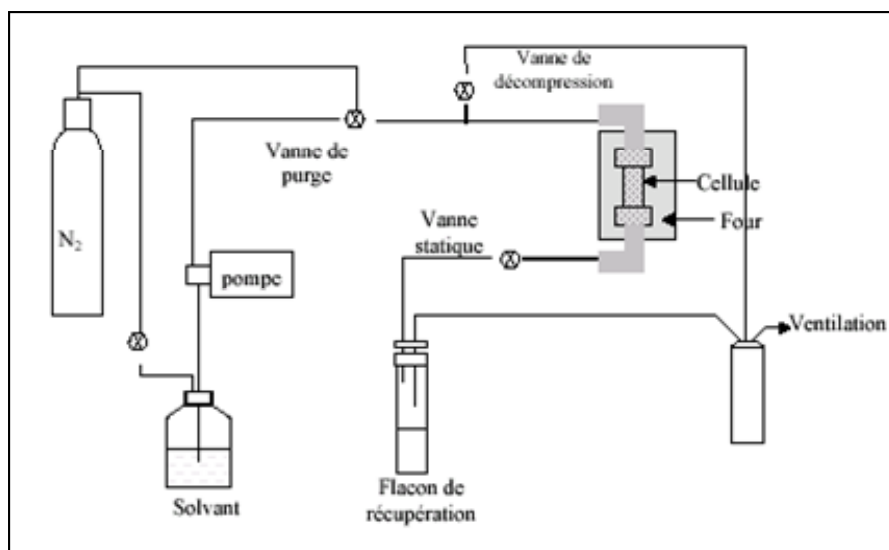 Vanne de
décompression
Vanne de
purge
Cellule
Four
Vanne
statique
N2
pompe
Ventilation
Solvant
Flacon de
récupération